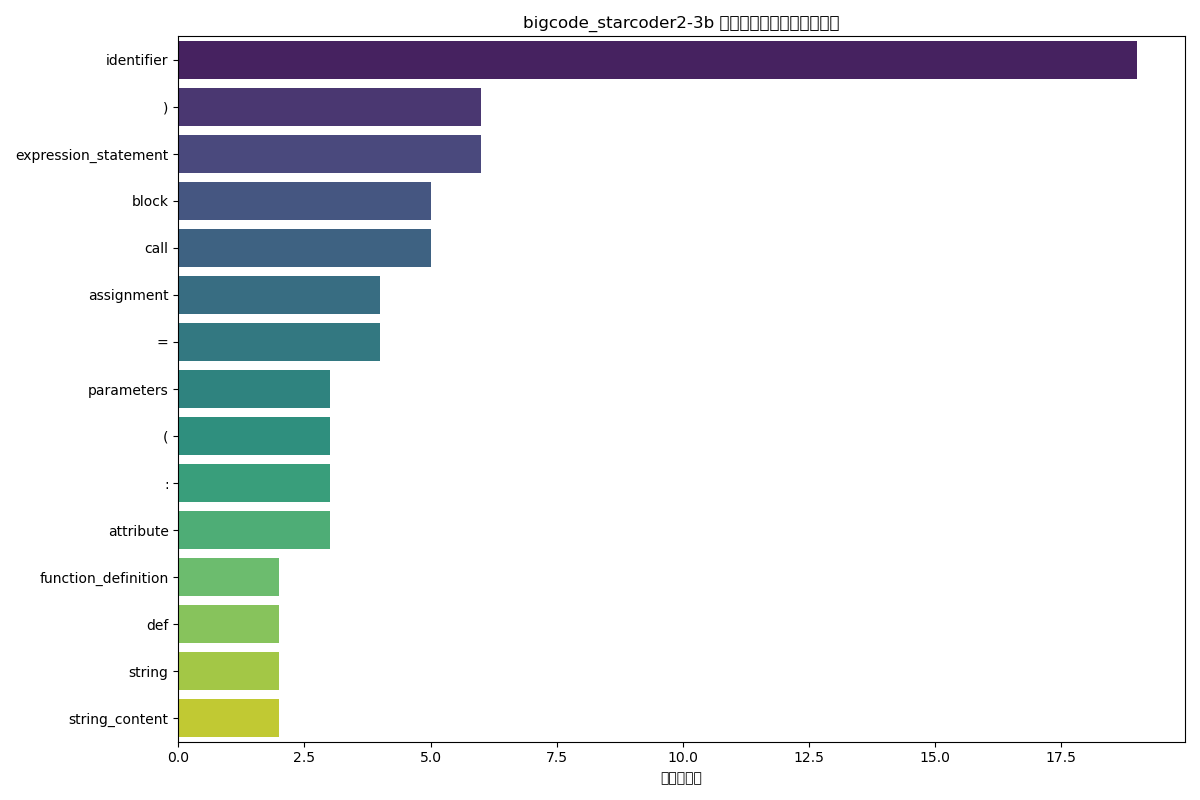 bigcode_starcoder2-3b
identifier
)
expression_statement
block
call
assignment
=
parameters
(
:
attribute
function_definition
def
string
string_content
0.0 2.5 5.0 7.5 10.0 12.5 15.0 17.5